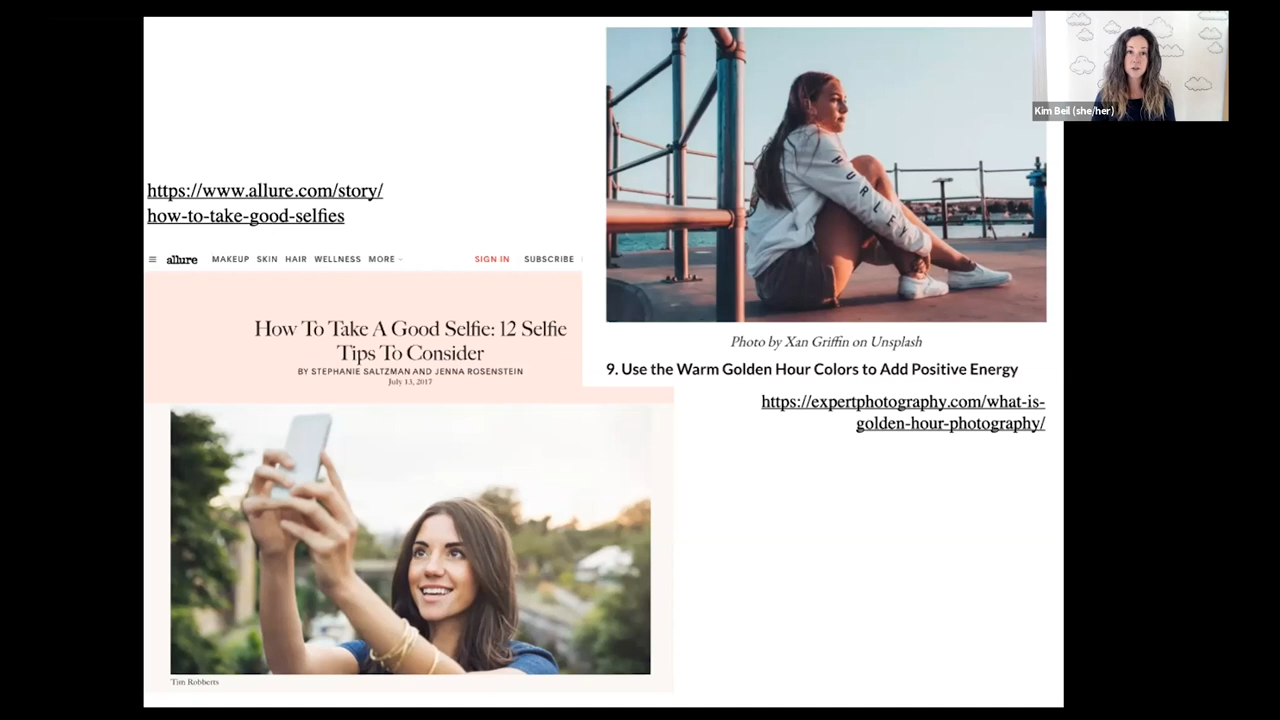 https://www.allure.com/story/
how-to-take-good-selfies
allure MAKEUP SKIN HAIR WELLNESS MORE SIGN IN SUBSCRIBE
How To Take A Good Selfie: 12 Selfie
Tips To Consider
BY STEPHANIE SALTZMAN AND JENNA ROSENSTEIN
July 13, 2017
Tim Robberts
HURLEY
Photo by Xan Griffin on Unsplash
9. Use the Warm Golden Hour Colors to Add Positive Energy
https://expertphotography.com/what-is-
golden-hour-photography/
Kim Beil (she/her)